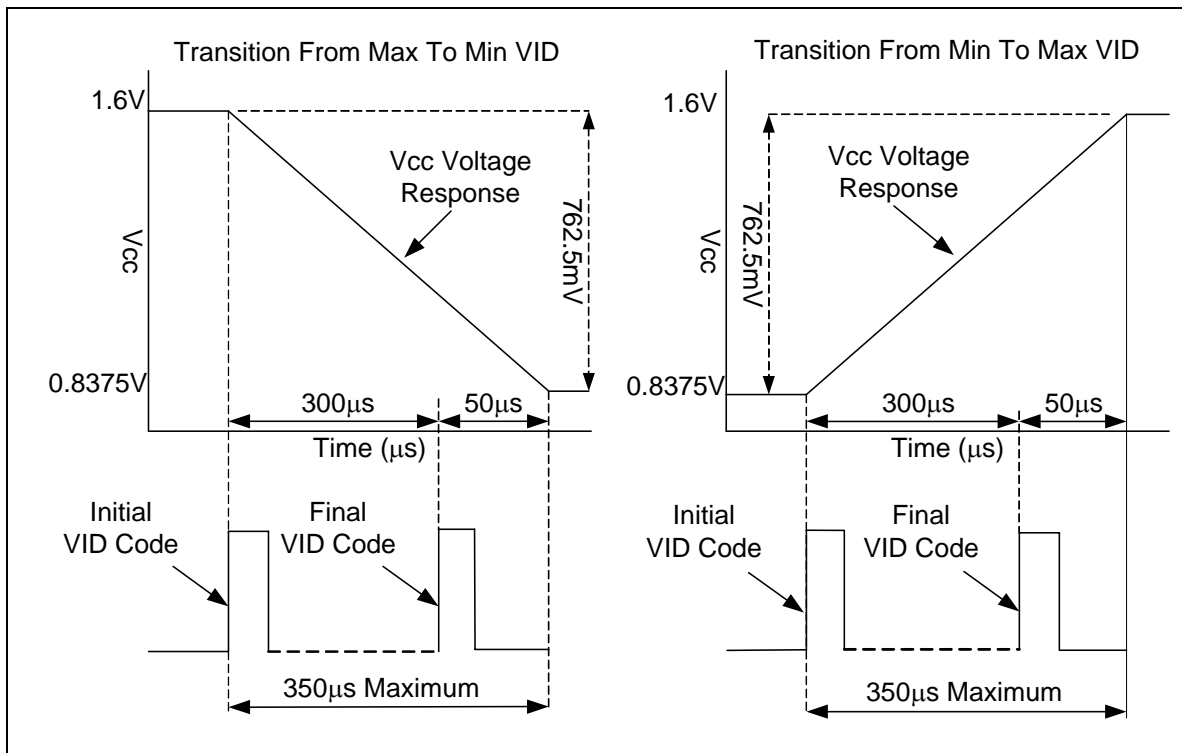 Transition From Max To Min VID
1.6V
Vcc Voltage
Response
762.5mV
Vcc
0.8375V
300μs
50μs
Time (μs)
Initial
VID Code
Final
VID Code
350μs Maximum
Transition From Min To Max VID
1.6V
Vcc Voltage
Response
762.5mV
Vcc
0.8375V
300μs
50μs
Time (μs)
Initial
VID Code
Final
VID Code
350μs Maximum